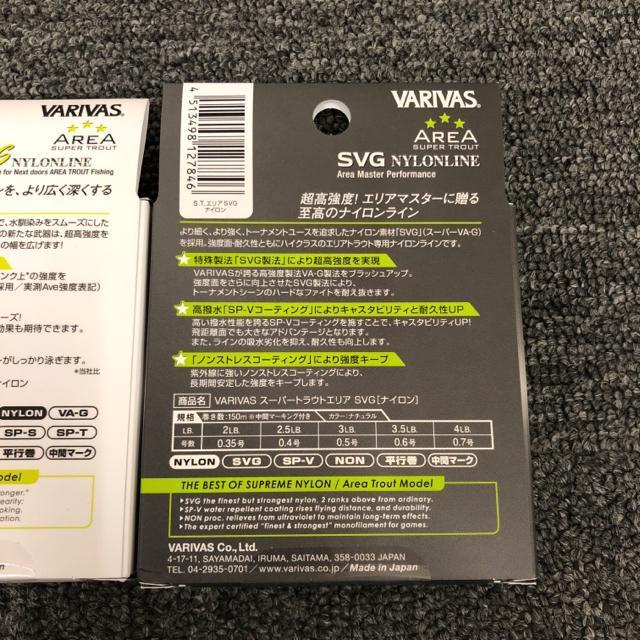 VARIVAS®
AREA
SUPER TROUT
NYLONLINE
e for Next doors AREA TROUT Fishing
ンを、より広く深くする
で、水馴染みをスムーズにした
の新たな武器は、超高強度を
の幅を広げます!
ンク上"の強度を
採用/実測Ave強度表記)
ーズ!
効果も期待できます。
ーがしっかり泳ぎます。
*当社比
ナイロン
NYLON VA-G
SP-S SP-T
平行巻 中間マーク
odel
onger."
earity.
oking.
ation.
an
4 513498 127846
S.T.エリアSVG
ナイロン
VARIVAS®
AREA
SUPER TROUT
SVG NYLONLINE
Area Master Performance
超高強度! エリアマスターに贈る
至高のナイロンライン
より細く、より強く、トーナメントユースを追求したナイロン素材「SVG」(スーパーVA-G)
を採用。強度面・耐久性ともにハイクラスのエリアトラウト専用ナイロンラインです。
★特殊製法「SVG製法」により超高強度を実現
VARIVASが誇る高強度製法VA-G製法をブラッシュアップ。
強度面をさらに向上させたSVG製法により、
トーナメントシーンのハードなファイトを耐え抜きます。
★高撥水「SP-Vコーティング」によりキャスタビリティと耐久性UP
高い撥水性能を誇るSP-Vコーティングを施すことで、キャスタビリティUP!
飛距離面でも大きなアドバンテージとなります。
また、ラインの吸水劣化を抑え、耐久性も向上します。
★「ノンストレスコーティング」により強度キープ
紫外線に強いノンストレスコーティングにより、
長期間安定した強度をキープします。
商品名 VARIVAS スーパートラウトエリア SVG[ナイロン]
規格 巻き数:150m ※中間マーキング付き カラー:ナチュラル
LB. 2LB. 2.5LB. 3LB. 3.5LB. 4LB.
号数 0.35号 0.4号 0.5号 0.6号 0.7号
NYLON SVG SP-V NON 平行巻 中間マーク
THE BEST OF SUPREME NYLON / Area Trout Model
►SVG the finest but strongest nylon, 2 ranks above from ordinary.
►SP-V water repellent coating rises flying distance, and durability.
►NON proc. relieves from ultraviolet to maintain long-term effects.
►The expert certified "finest & strongest" monofilament for games.
VARIVAS Co., Ltd.
4-17-11, SAYAMADAI, IRUMA, SAITAMA, 358-0033 JAPAN
TEL. 04-2935-0701/www.varivas.co.jp/Made in Japan